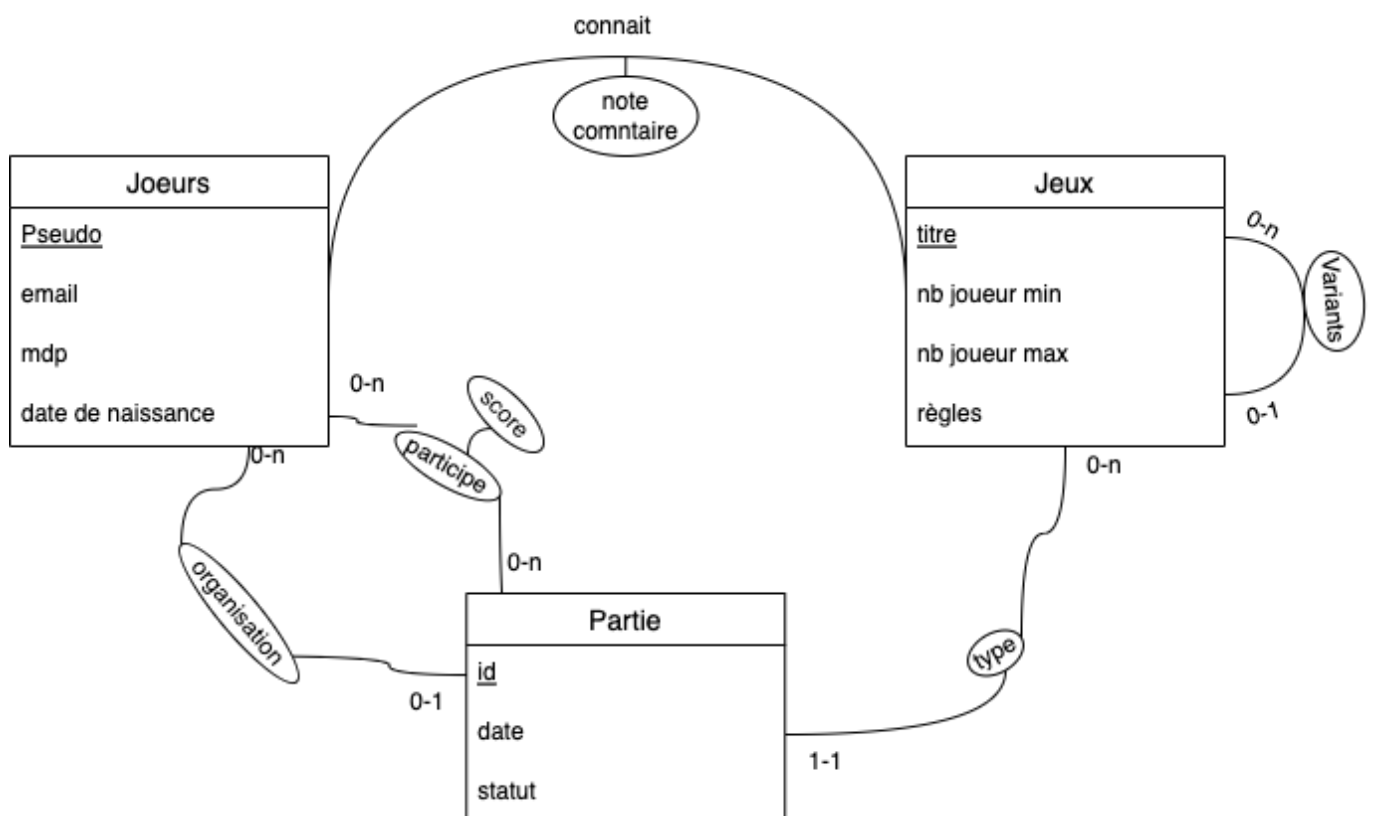 connait
note
comntaire
Joeurs
Pseudo
email
mdp
date de naissance
Jeux
titre
nb joueur min
nb joueur max
règles
0-n
Variants
0-1
0-n
score
participe
0-n
0-n
0-n
organisation
0-1
type
1-1
Partie
id
date
statut